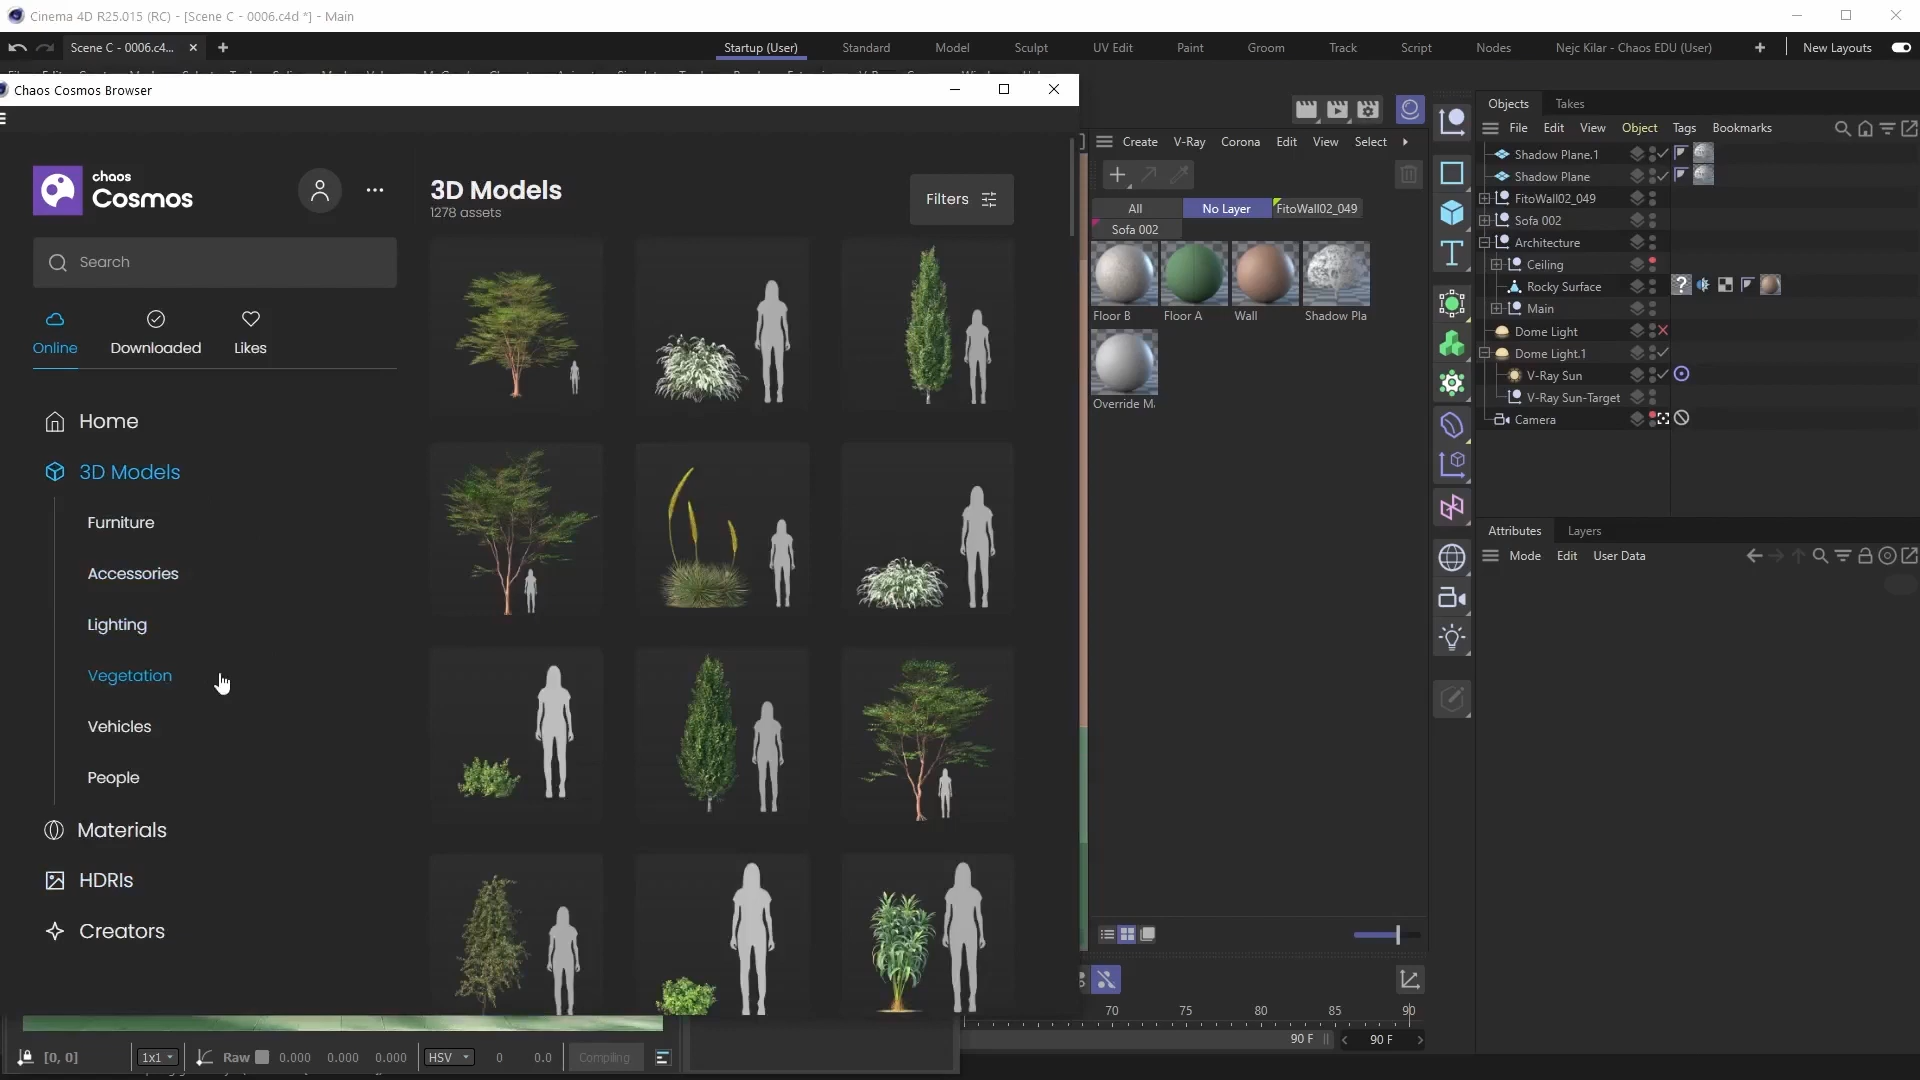 Cinema 4D R25.015 (RC) - [Scene C - 0006.c4d *] - Main
Scene C - 0006.c4...
Startup (User)
Standard
Model
Sculpt
UV Edit
Paint
Groom
Track
Script
Nodes
Nejc Kilar - Chaos EDU (User)
New Layouts
Chaos Cosmos Browser
chaos
Cosmos
Search
Online
Downloaded
Likes
Home
3D Models
Furniture
Accessories
Lighting
Vegetation
Vehicles
People
Materials
HDRIs
Creators
3D Models
1278 assets
Filters
Create
V-Ray
Corona
Edit
View
Select
All
No Layer
FitoWall02_049
Sofa 002
Floor B
Floor A
Wall
Shadow Pla
Override Ma
Objects
Takes
File
Edit
View
Object
Tags
Bookmarks
Shadow Plane.1
Shadow Plane
FitoWall02_049
Sofa 002
Architecture
Ceiling
Rocky Surface
Main
Dome Light
Dome Light.1
V-Ray Sun
V-Ray Sun-Target
Camera
Attributes
Layers
Mode
Edit
User Data
70
75
80
85
90
90 F
90 F
[0, 0]
1x1
Raw
0.000
0.000
0.000
HSV
0
0.0
Compiling